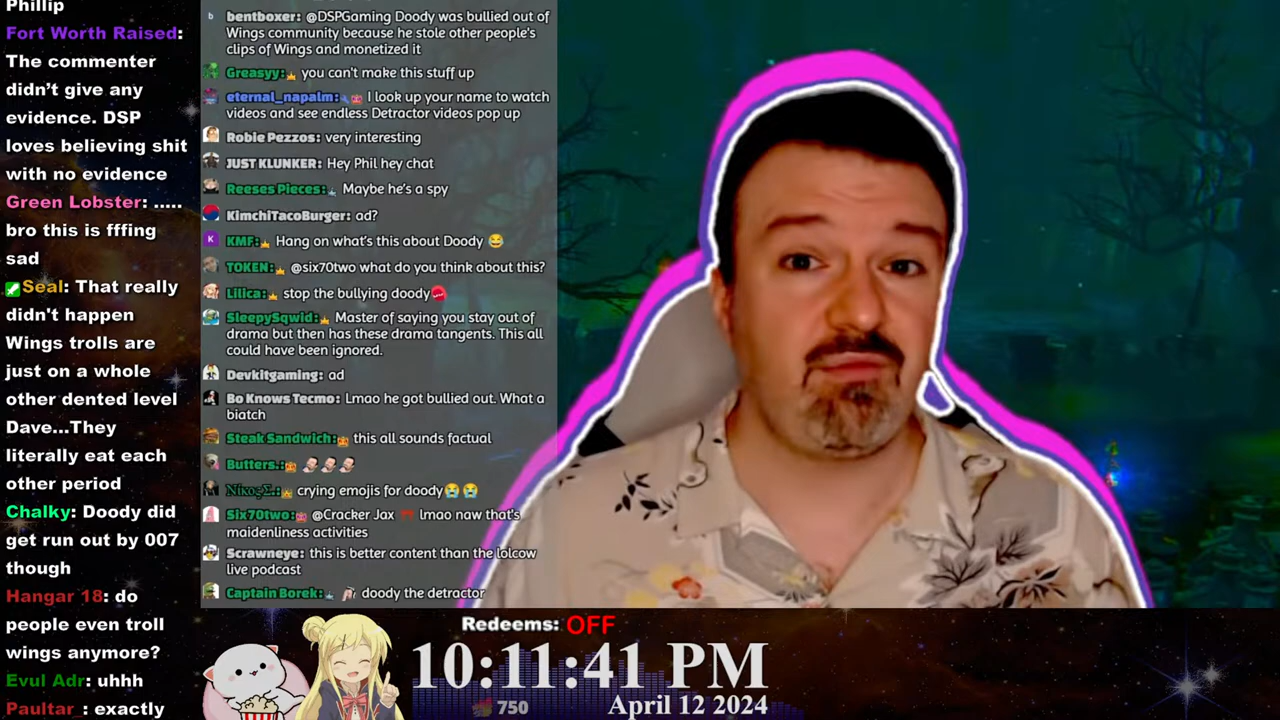 Phillip
Fort Worth Raised:
The commenter
didn’t give any
evidence. DSP
loves believing shit
with no evidence
Green Lobster: .....
bro this is fffing
sad
Seal: That really
didn't happen
Wings trolls are
just on a whole
other dented level
Dave...They
literally eat each
other period
Chalky: Doody did
get run out by 007
though
Hangar 18: do
people even troll
wings anymore?
Evul Adr: uhhh
Paultar : exactly
bentboxer: @DSPGaming Doody was bullied out of
Wings community because he stole other people's
clips of Wings and monetized it
Greasyy: you can't make this stuff up
eternal_napalm: I look up your name to watch
videos and see endless Detractor videos pop up
Robie Pezzos: very interesting
JUST KLUNKER: Hey Phil hey chat
Reeses Pieces: Maybe he's a spy
KimchiTacoBurger: ad?
K KMF: Hang on what's this about Doody 😂
TOKEN: @six70two what do you think about this?
Lilica: stop the bullying doody
SleepySqwid: Master of saying you stay out of
drama but then has these drama tangents. This all
could have been ignored.
Devkitgaming: ad
Bo Knows Tecmo: Lmao he got bullied out. What a
biatch
Steak Sandwich: this all sounds factual
Butters.:
ΝίκοςΣ.: crying emojis for doody😭😭
Six70two: @Cracker Jax lmao naw that's
maidenliness activities
Scrawneye: this is better content than the lolcow
live podcast
Captain Borek: doody the detractor
Redeems: OFF
10:11:41 PM
750
April 12 2024